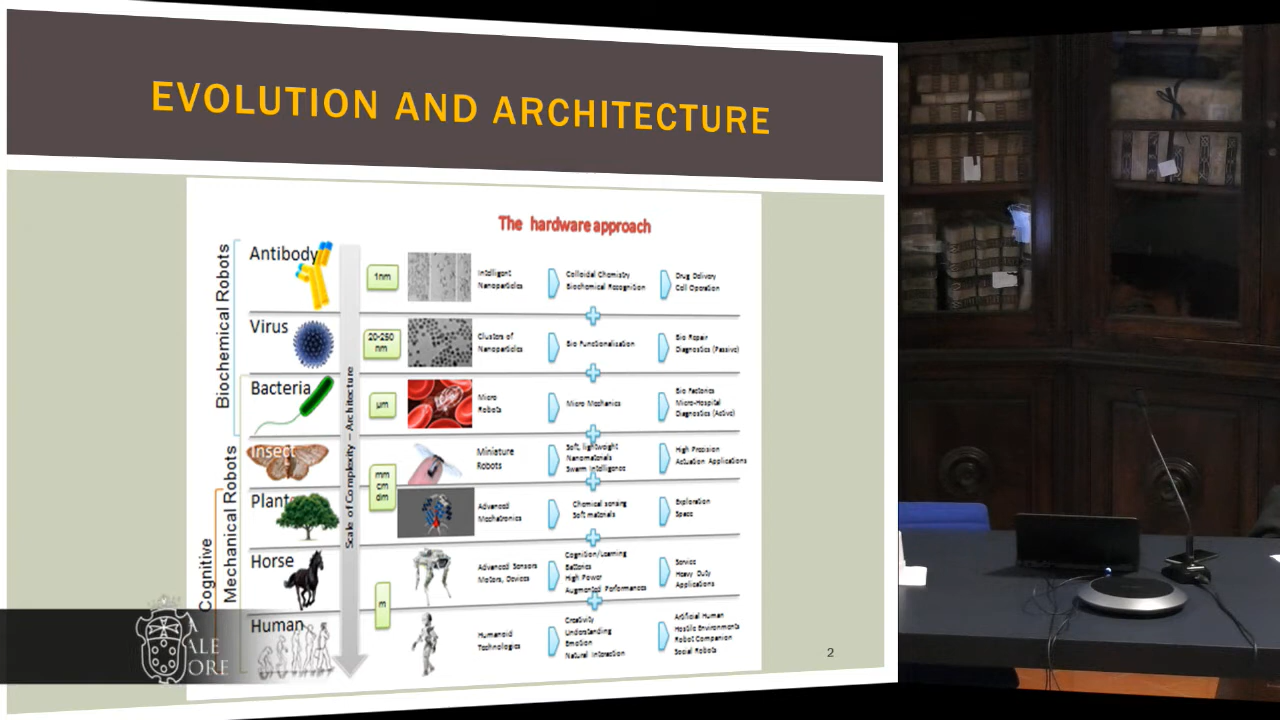 EVOLUTION AND ARCHITECTURE
The hardware approach
Biochemical Robots
Mechanical Robots
Cognitive
Scale of Complexity – Architecture
Antibody
1nm
Intelligent
Nanoparticles
Colloidal Chemistry
Biochemical Recognition
Drug Delivery
Cell Operation
Virus
20-250
nm
Clusters of
Nanoparticles
Bio Functionalisation
Bio Repair
Diagnostics (Passive)
Bacteria
µm
Micro
Robots
Micro Mechanics
Bio Factories
Micro-Hospital
Diagnostics (Active)
Insect
mm
cm
dm
Miniature
Robots
Soft, lightweight
Nanomaterials
Swarm Intelligence
High Precision
Actuation Applications
Plant
Advanced
Mechatronics
Chemical sensing
Soft materials
Exploration
Space
Horse
m
Advanced Sensors
Motors, Devices
Cognition/Learning
Batteries
High Power
Augmented Performances
Service
Heavy Duty
Applications
Human
Humanoid
Technologies
Creativity
Understanding
Emotion
Natural Interaction
Artificial Human
Hostile Environments
Robot Companion
Social Robots
2
A
ALE
ORE